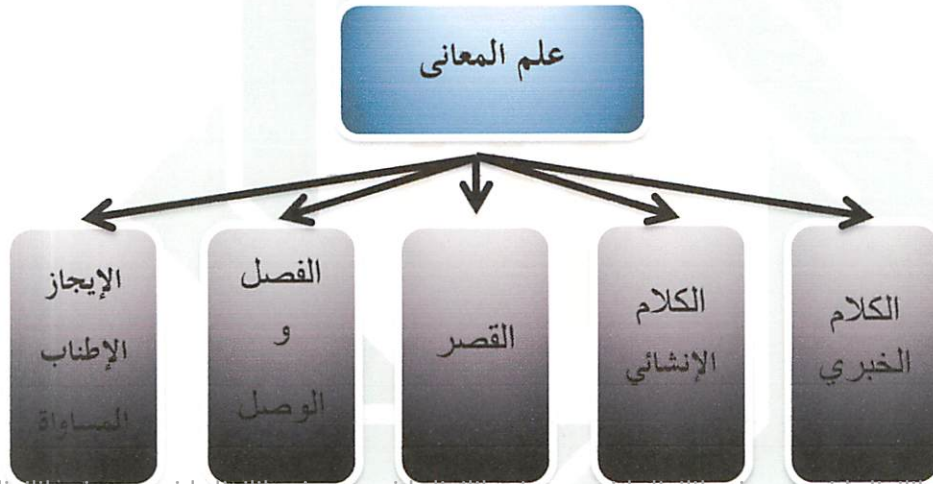 علم المعانى
الكلام
الخبري
الكلام
الإنشائي
القصر
الفصل
و
الوصل
الإيجاز
الإطناب
المساواة